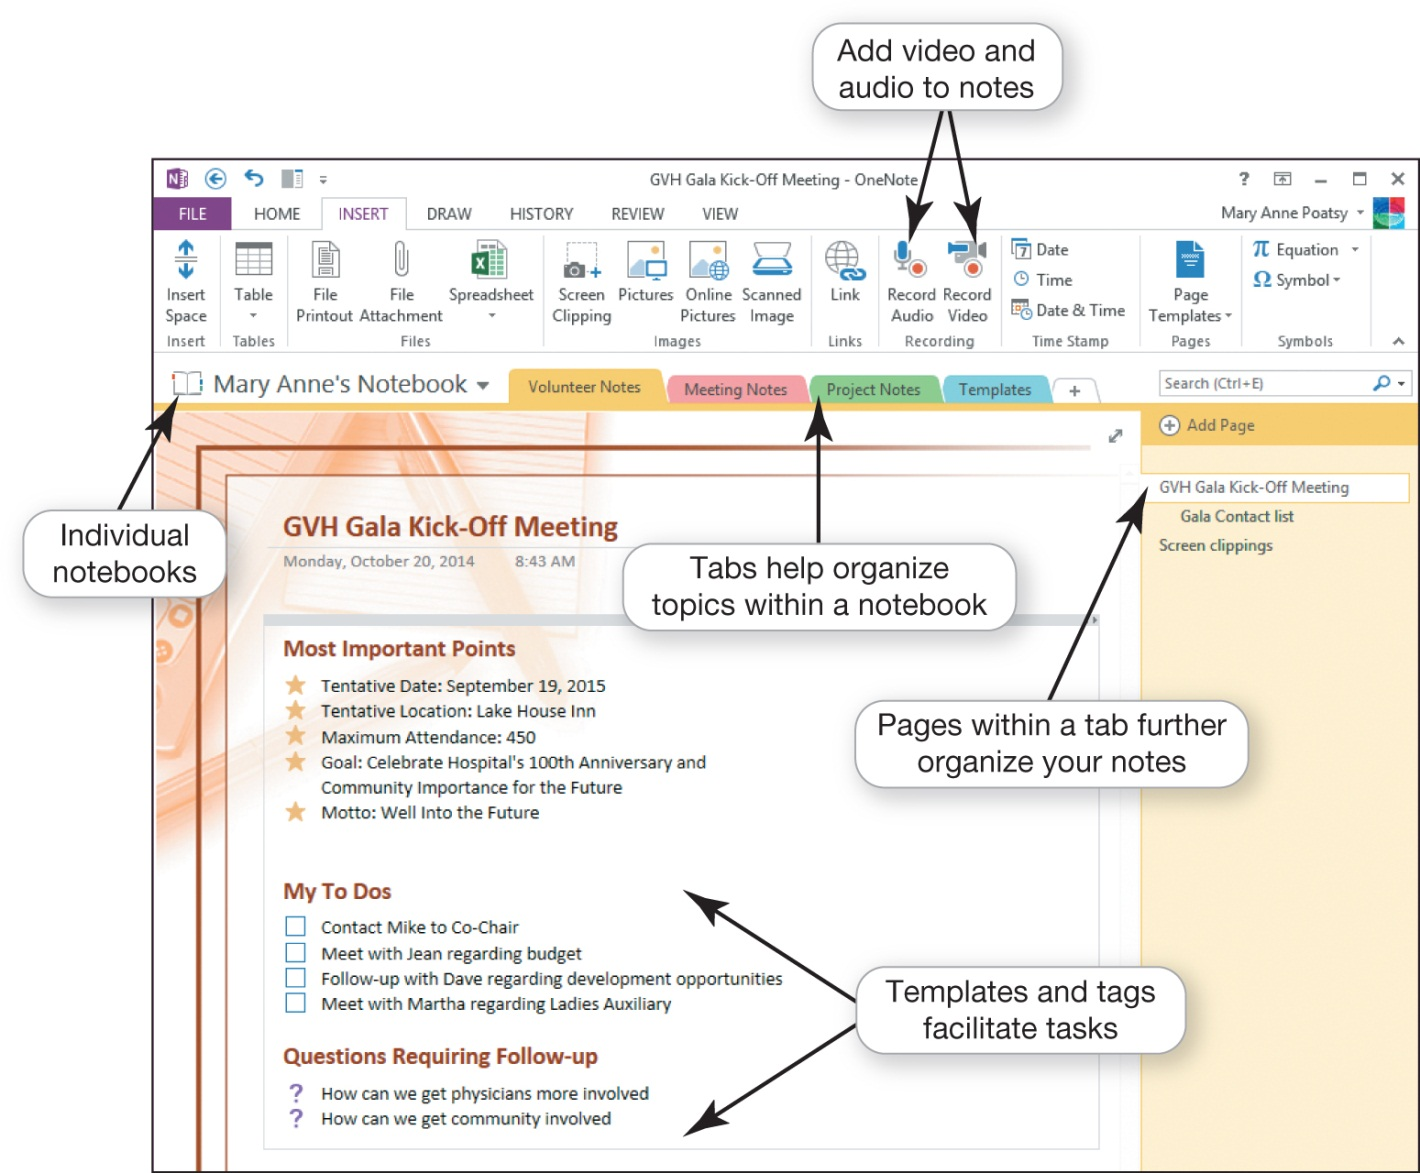 Add video and
audio to notes
GVH Gala Kick-Off Meeting - OneNote
?
FILE HOME INSERT DRAW HISTORY REVIEW VIEW
Mary Anne Poatsy
Insert Space
Table
File Printout
File Attachment
Spreadsheet
Screen Clipping
Pictures
Online Pictures
Scanned Image
Link
Record Audio
Record Video
Date
Time
Date & Time
Page Templates
π Equation
Ω Symbol
Insert Tables Files Images Links Recording Time Stamp Pages Symbols
Mary Anne's Notebook
Volunteer Notes Meeting Notes Project Notes Templates +
Search (Ctrl+E)
Add Page
GVH Gala Kick-Off Meeting
Gala Contact list
Screen clippings
Individual
notebooks
GVH Gala Kick-Off Meeting
Monday, October 20, 2014 8:43 AM
Tabs help organize
topics within a notebook
Most Important Points
Tentative Date: September 19, 2015
Tentative Location: Lake House Inn
Maximum Attendance: 450
Goal: Celebrate Hospital's 100th Anniversary and
Community Importance for the Future
Motto: Well Into the Future
Pages within a tab further
organize your notes
My To Dos
Contact Mike to Co-Chair
Meet with Jean regarding budget
Follow-up with Dave regarding development opportunities
Meet with Martha regarding Ladies Auxiliary
Templates and tags
facilitate tasks
Questions Requiring Follow-up
? How can we get physicians more involved
? How can we get community involved